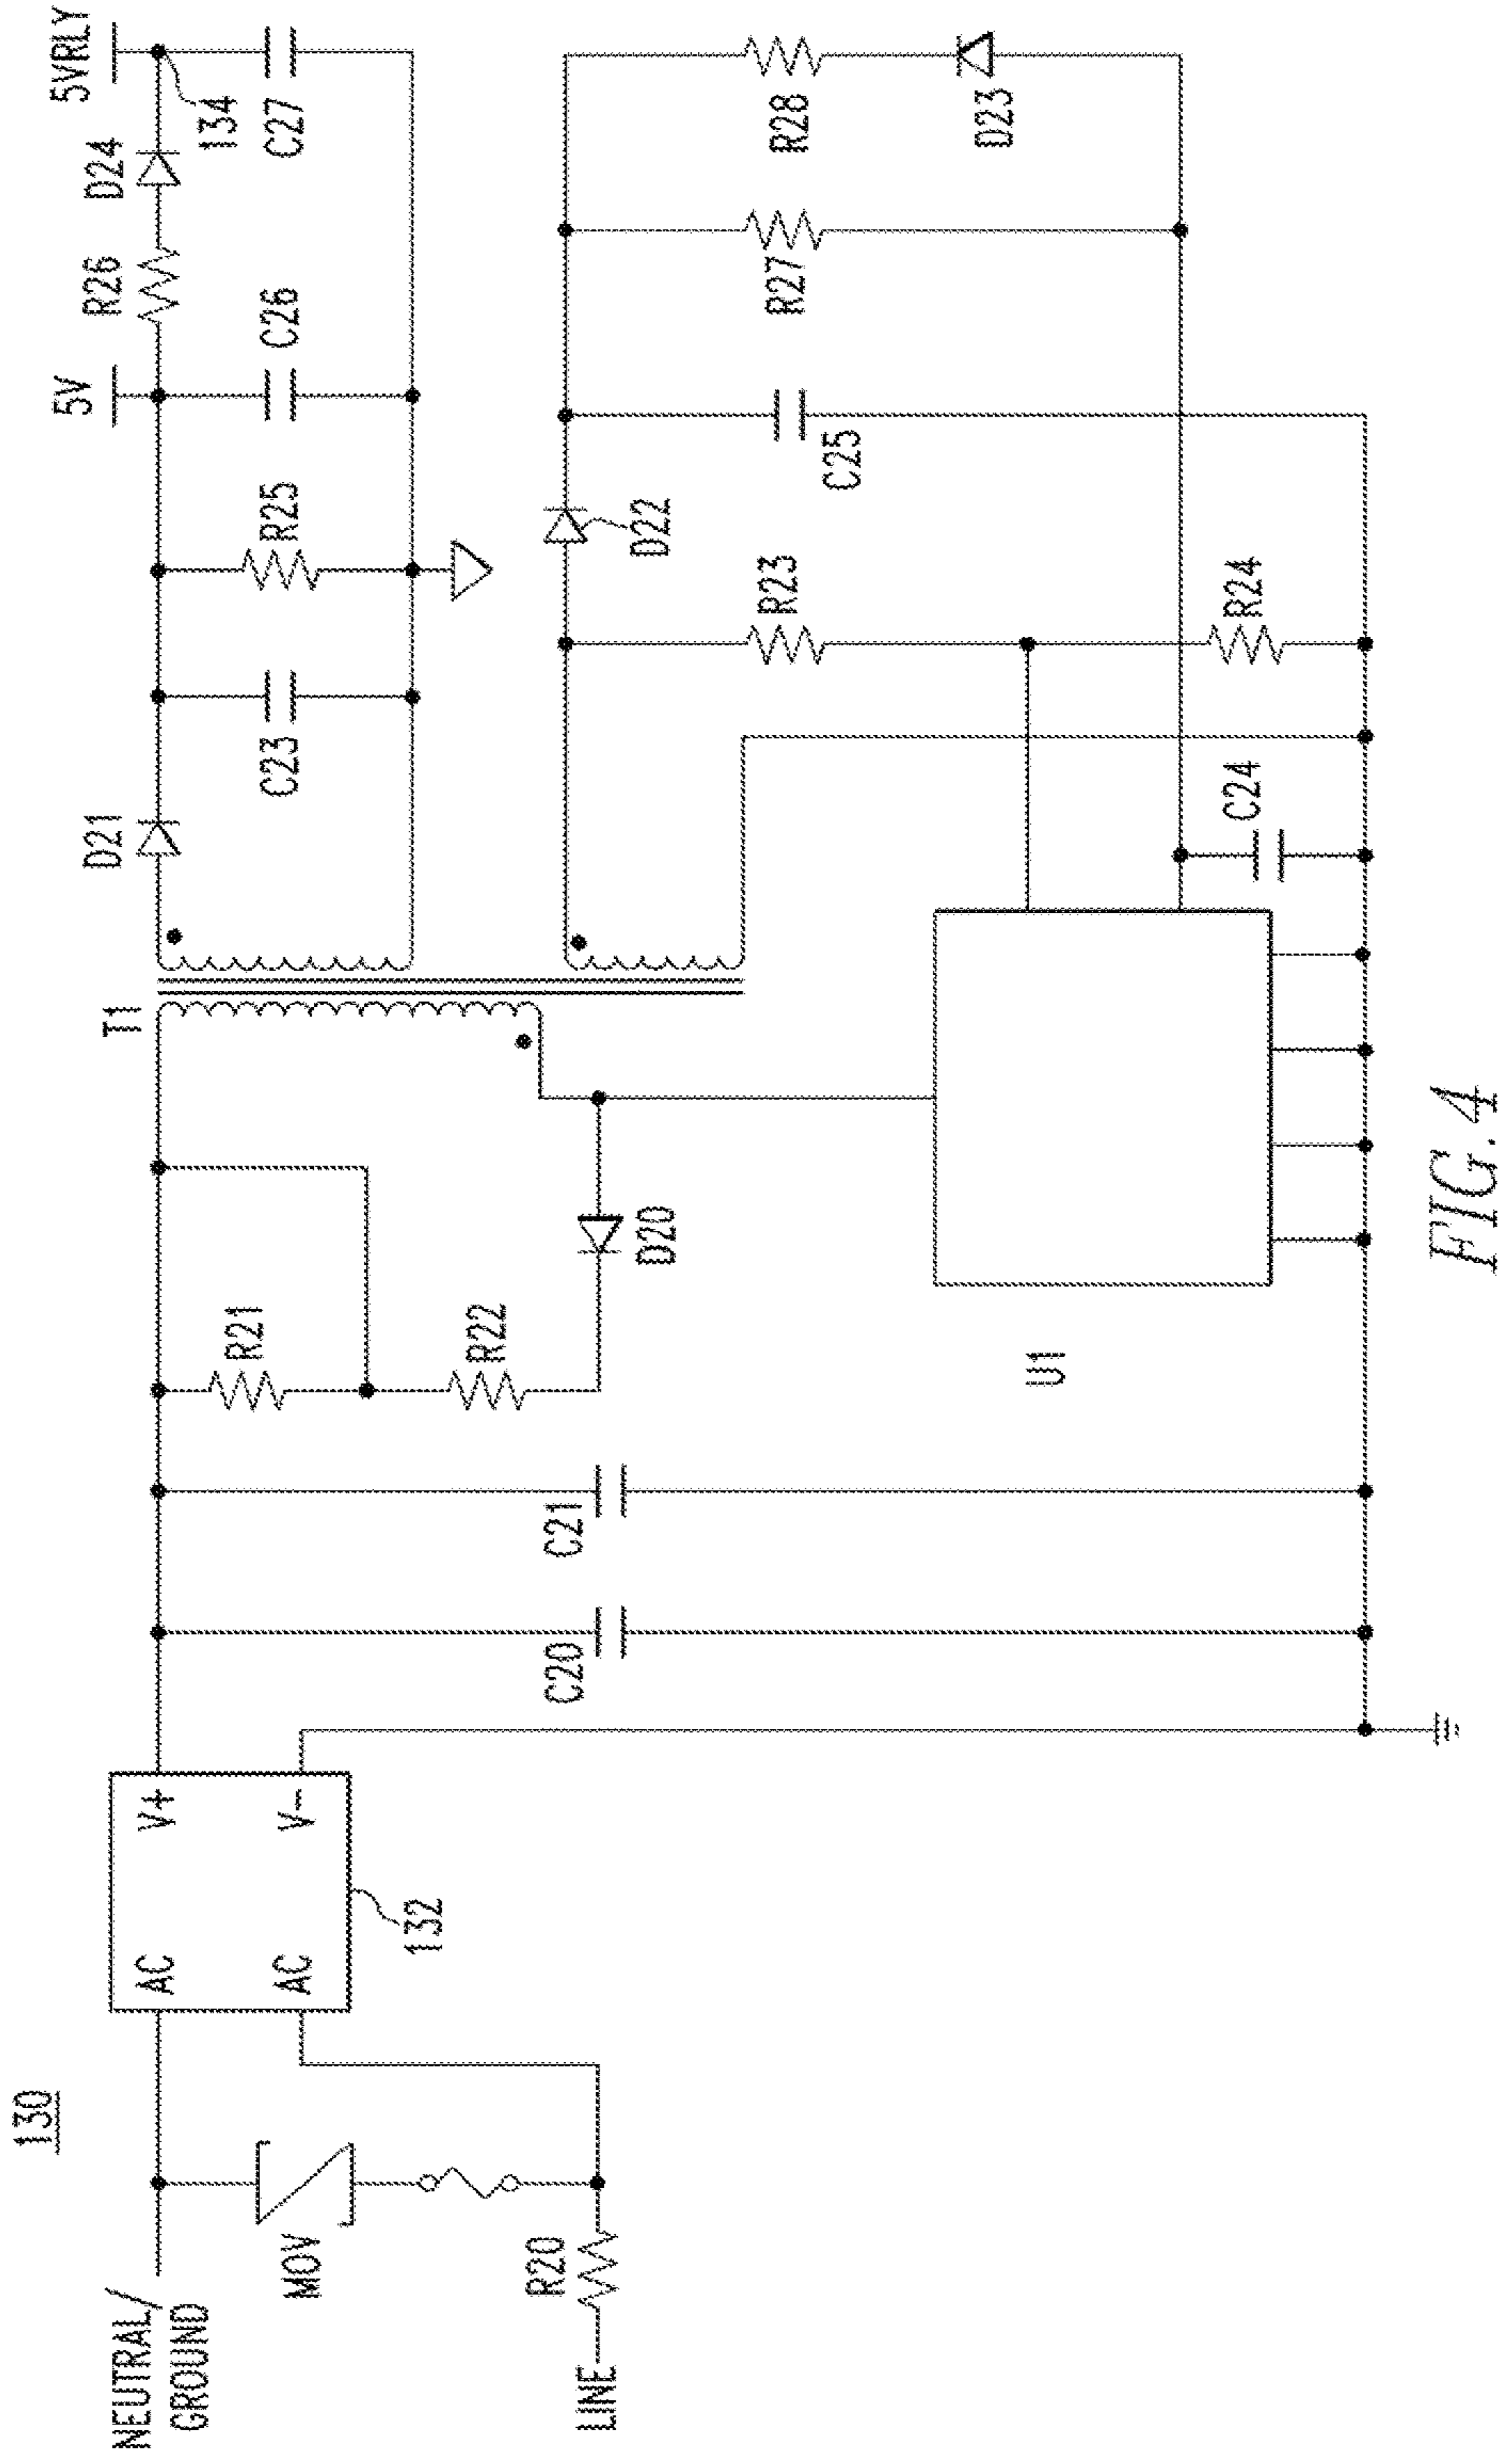 130
NEUTRAL/
GROUND
MOV
LINE
R20
AC
AC
V+
V-
132
C20
C21
R21
R22
D20
T1
U1
D21
C23
R25
5V
C26
R26
D24
5VRLY
134
C27
D22
R23
C25
R27
R28
D23
C24
R24
FIG. 4